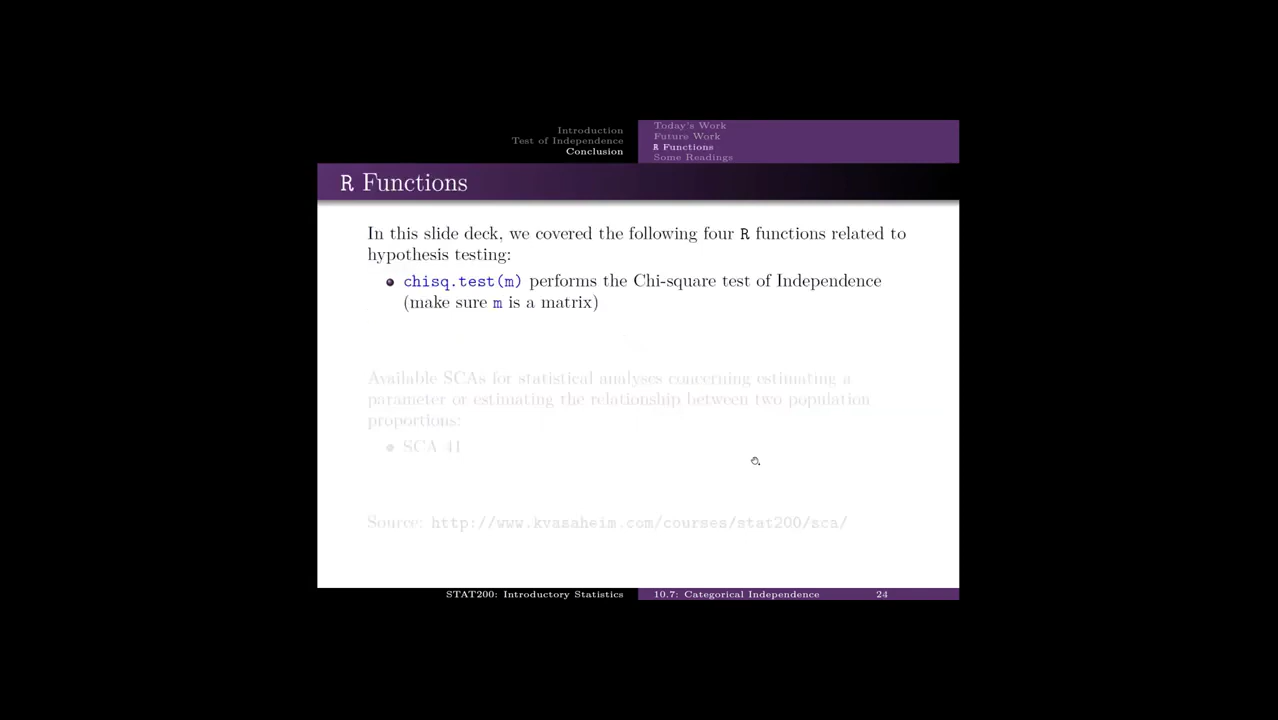 Introduction
Test of Independence
Conclusion
Today's Work
Future Work
R Functions
Some Readings
R Functions
In this slide deck, we covered the following four R functions related to
hypothesis testing:
chisq.test(m) performs the Chi-square test of Independence
(make sure m is a matrix)
Available SCAs for statistical analyses concerning estimating a
parameter or estimating the relationship between two population
proportions:
SCA 41
Source: http://www.kvasaheim.com/courses/stat200/sca/
STAT200: Introductory Statistics
10.7: Categorical Independence
24